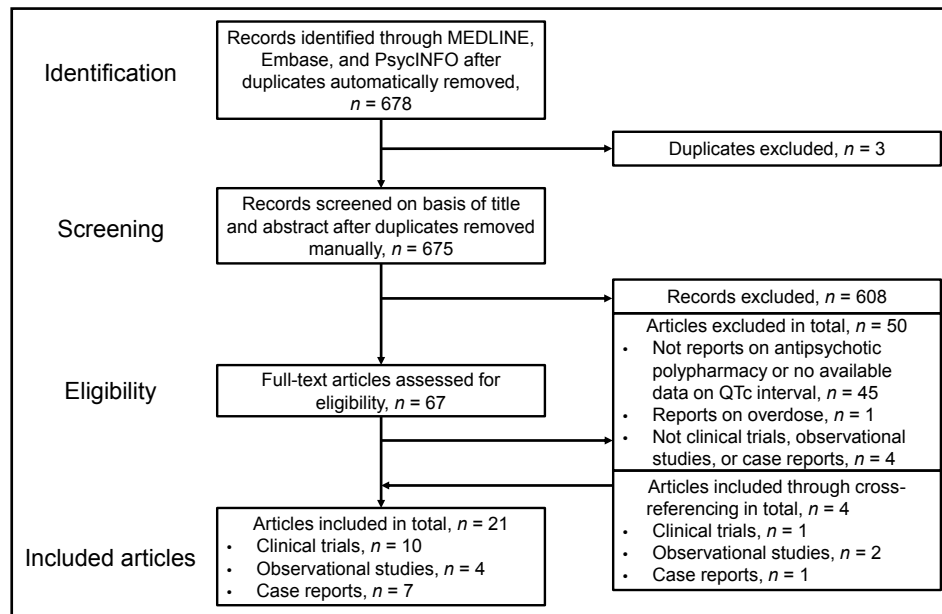 Identification
Records identified through MEDLINE,
Embase, and PsycINFO after
duplicates automatically removed,
n = 678
Duplicates excluded, n = 3
Screening
Records screened on basis of title
and abstract after duplicates removed
manually, n = 675
Records excluded, n = 608
Eligibility
Full-text articles assessed for
eligibility, n = 67
Articles excluded in total, n = 50
• Not reports on antipsychotic
polypharmacy or no available
data on QTc interval,
n = 45
• Reports on overdose, n = 1
• Not clinical trials, observational
studies, or case reports, n = 4
Articles included through cross-
referencing in total, n = 4
• Clinical trials, n = 1
• Observational studies, n = 2
• Case reports, n = 1
Included articles
Articles included in total, n = 21
• Clinical trials, n = 10
• Observational studies, n = 4
• Case reports, n = 7